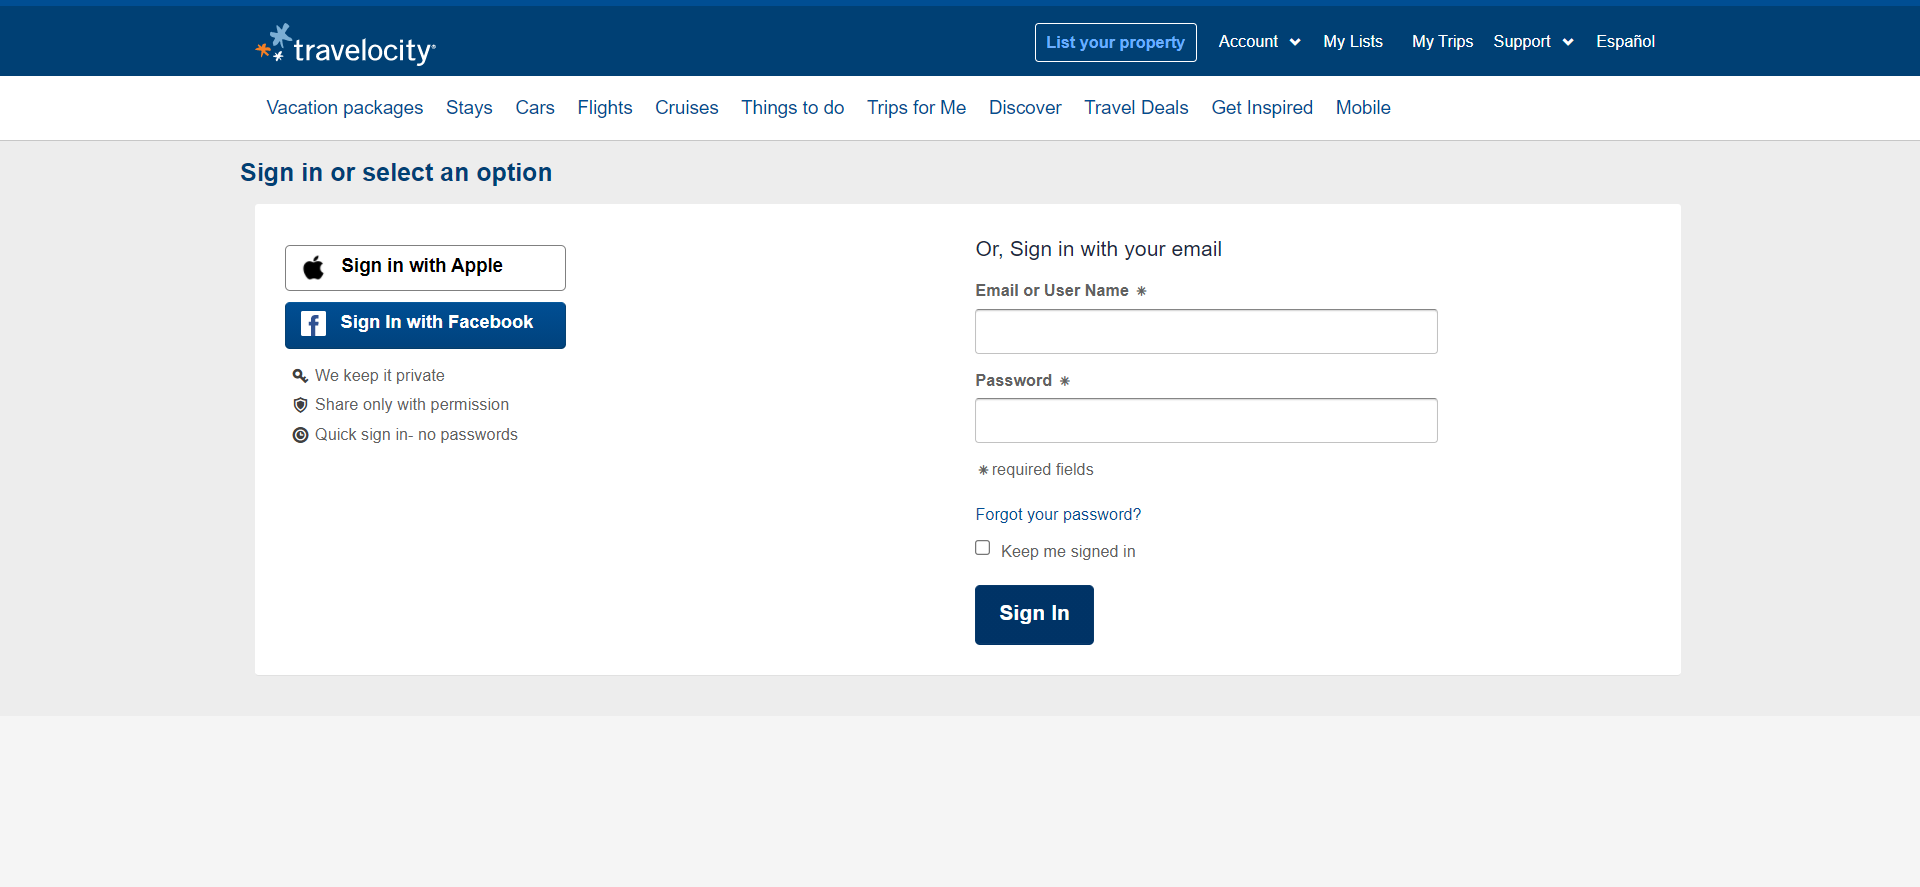 travelocity
List your property
Account
My Lists
My Trips
Support
Español
Vacation packages
Stays
Cars
Flights
Cruises
Things to do
Trips for Me
Discover
Travel Deals
Get Inspired
Mobile
Sign in or select an option
Sign in with Apple
Sign In with Facebook
We keep it private
Share only with permission
Quick sign in- no passwords
Or, Sign in with your email
Email or User Name *
Password *
* required fields
Forgot your password?
Keep me signed in
Sign In